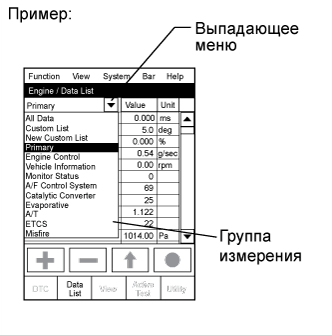 Пример:
Выпадающее
меню
Function View System Bar Help
Engine / Data List
Primary Value Unit
All Data 0.000 ms
Custom List 5.0 deg
New Custom List 0.000 %
Primary
Engine Control 0.54 g/sec
Vehicle Information 0.00 rpm
Monitor Status 0
A/F Control System 69
Catalytic Converter 25
Evaporative
A/T 1.122
ETCS 22
Misfire 1014.00 Pa
Группа
измерения
DTC Data List View Active Test Utility